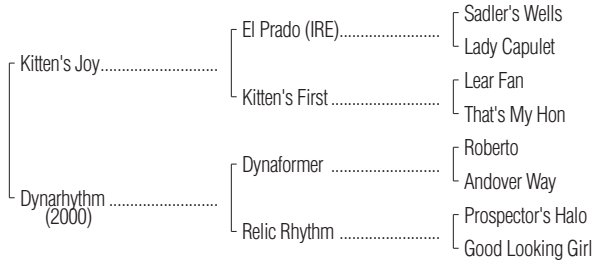 Sadler's Wells
El Prado (IRE)..........................
Lady Capulet
Kitten's Joy..............................
Lear Fan
Kitten's First ............................
That's My Hon
Roberto
Dynaformer ............................
Andover Way
Dynarhythm ............................
(2000)
Prospector's Halo
Relic Rhythm ..........................
Good Looking Girl